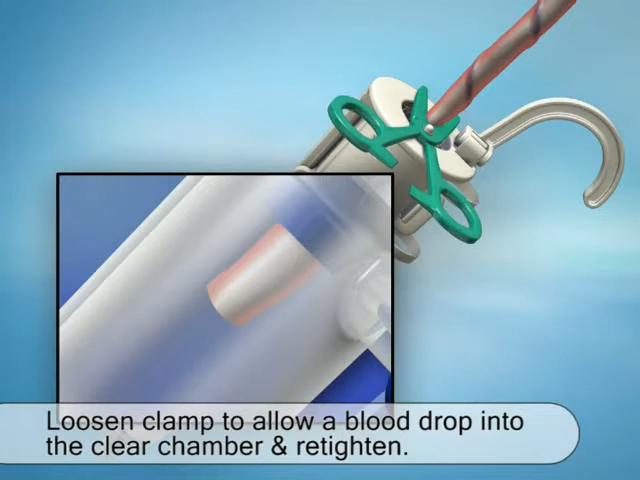 Loosen clamp to allow a blood drop into
the clear chamber & retighten.